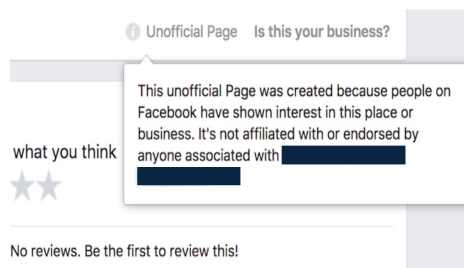 Unofficial Page Is this your business?
This unofficial Page was created because people on
Facebook have shown interest in this place or
business. It's not affiliated with or endorsed by
anyone associated with
what you think
No reviews. Be the first to review this!